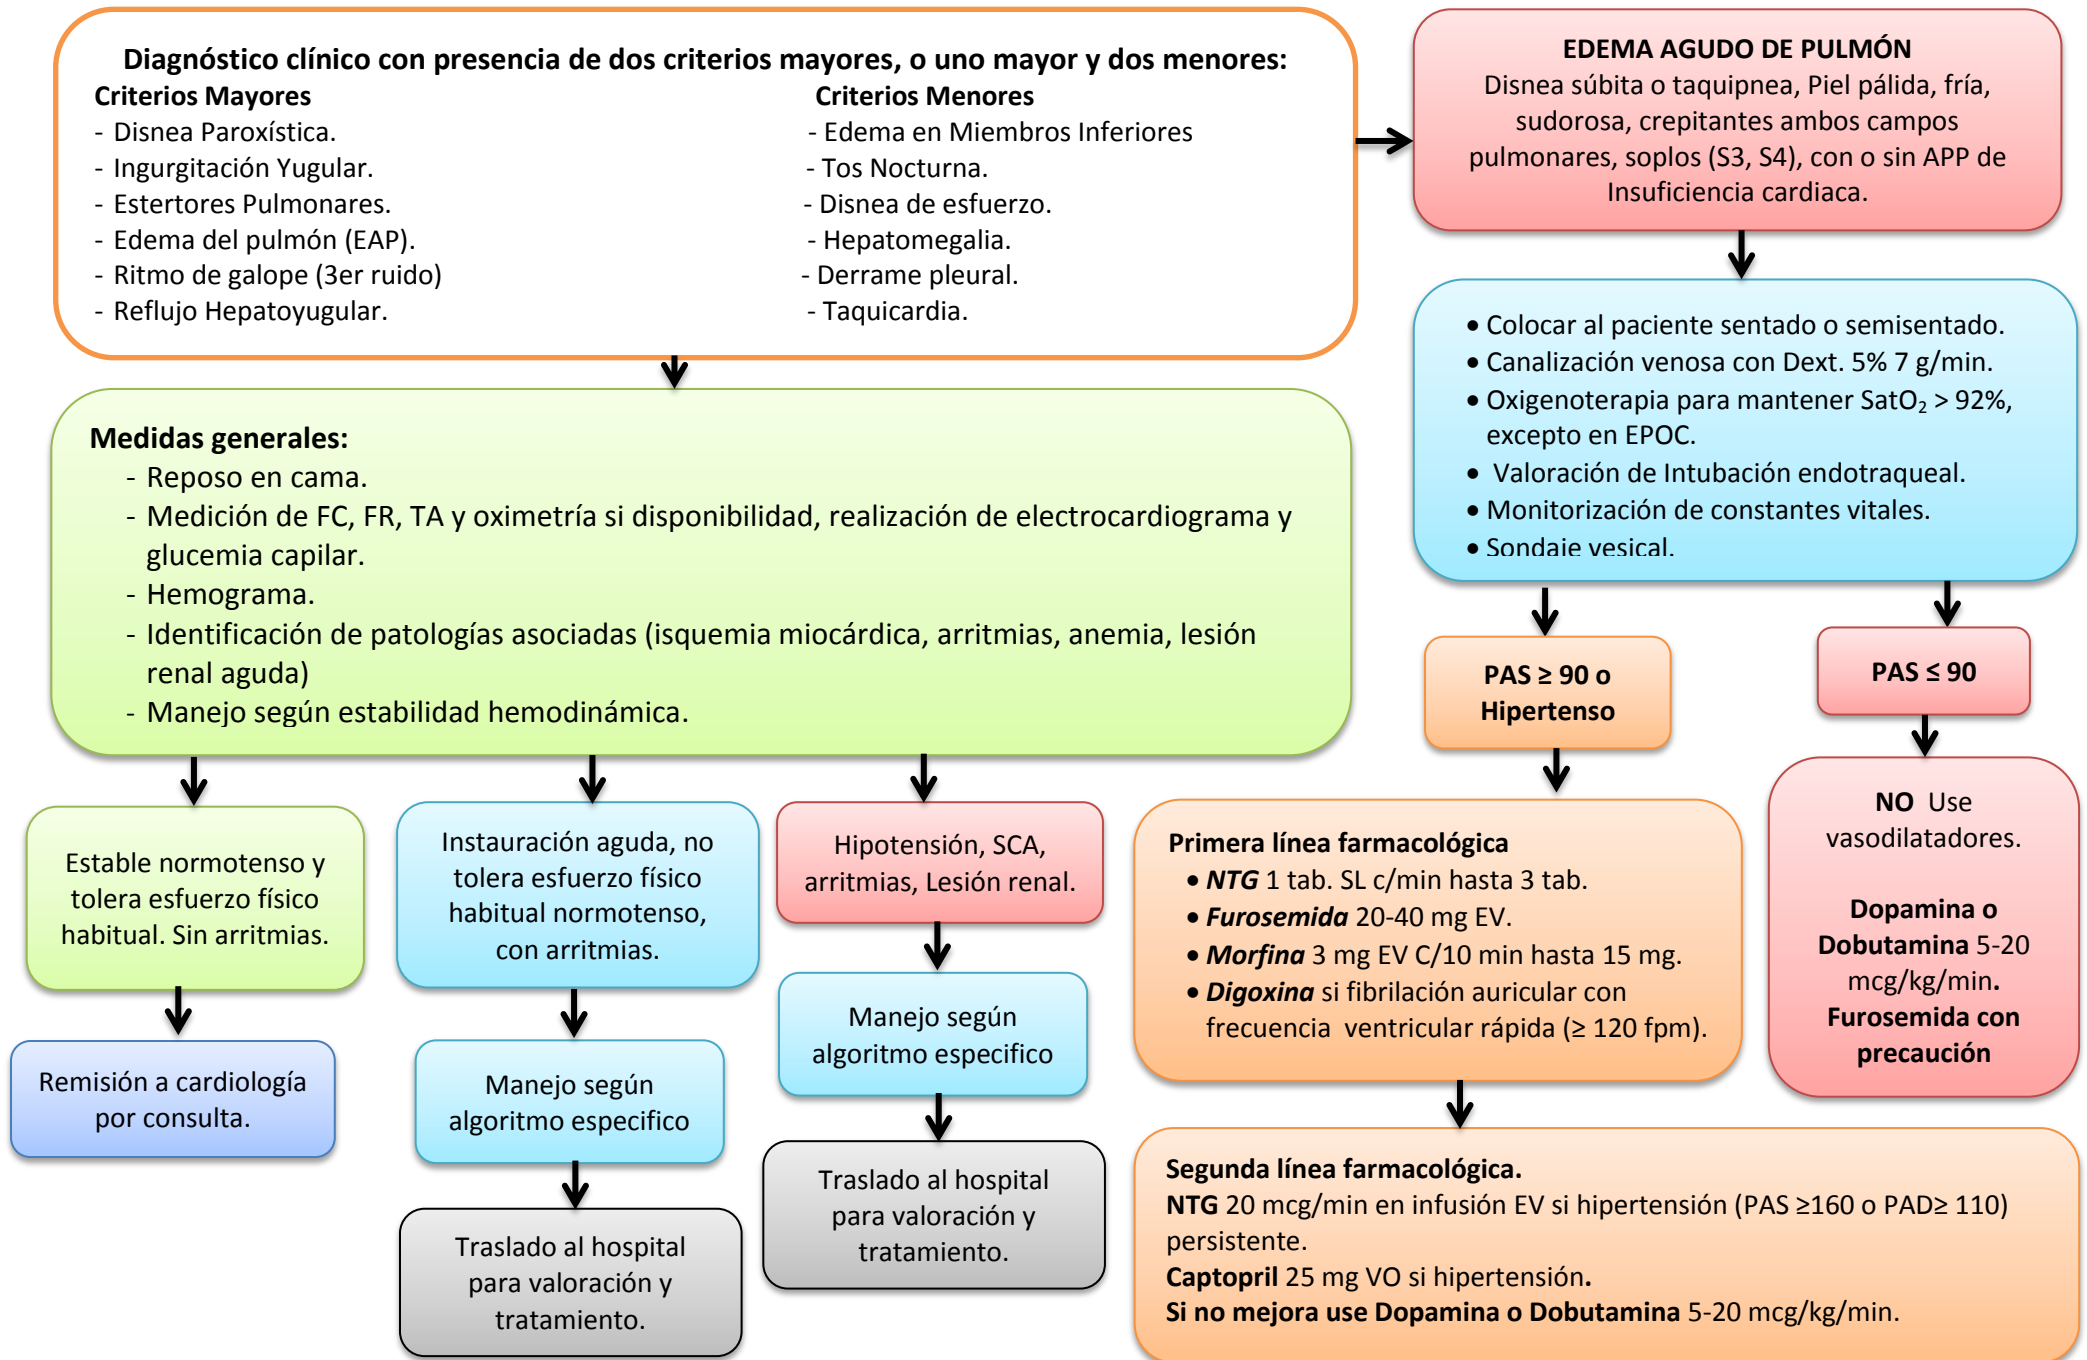 Diagnóstico clínico con presencia de dos criterios mayores, o uno mayor y dos menores:
Criterios Mayores
- Disnea Paroxística.
- Ingurgitación Yugular.
- Estertores Pulmonares.
- Edema del pulmón (EAP).
- Ritmo de galope (3er ruido)
- Reflujo Hepatoyugular.
Criterios Menores
- Edema en Miembros Inferiores
- Tos Nocturna.
- Disnea de esfuerzo.
- Hepatomegalia.
- Derrame pleural.
- Taquicardia.
EDEMA AGUDO DE PULMÓN
Disnea súbita o taquipnea, Piel pálida, fría,
sudorosa, crepitantes ambos campos
pulmonares, soplos (S3, S4), con o sin APP de
Insuficiencia cardiaca.
• Colocar al paciente sentado o semisentado.
• Canalización venosa con Dext. 5% 7 g/min.
• Oxigenoterapia para mantener SatO₂ > 92%,
excepto en EPOC.
• Valoración de Intubación endotraqueal.
• Monitorización de constantes vitales.
• Sondaje vesical.
Medidas generales:
- Reposo en cama.
- Medición de FC, FR, TA y oximetría si disponibilidad, realización de electrocardiograma y
glucemia capilar.
- Hemograma.
- Identificación de patologías asociadas (isquemia miocárdica, arritmias, anemia, lesión
renal aguda)
- Manejo según estabilidad hemodinámica.
PAS ≥ 90 o
Hipertenso
PAS ≤ 90
Estable normotenso y
tolera esfuerzo físico
habitual. Sin arritmias.
Remisión a cardiología
por consulta.
Instauración aguda, no
tolera esfuerzo físico
habitual normotenso,
con arritmias.
Manejo según
algoritmo especifico
Traslado al hospital
para valoración y
tratamiento.
Hipotensión, SCA,
arritmias, Lesión renal.
Manejo según
algoritmo especifico
Traslado al hospital
para valoración y
tratamiento.
Primera línea farmacológica
• NTG 1 tab. SL c/min hasta 3 tab.
• Furosemida 20-40 mg EV.
• Morfina 3 mg EV C/10 min hasta 15 mg.
• Digoxina si fibrilación auricular con
frecuencia ventricular rápida (≥ 120 fpm).
NO Use
vasodilatadores.
Dopamina o
Dobutamina 5-20
mcg/kg/min.
Furosemida con
precaución
Segunda línea farmacológica.
NTG 20 mcg/min en infusión EV si hipertensión (PAS ≥160 o PAD≥ 110)
persistente.
Captopril 25 mg VO si hipertensión.
Si no mejora use Dopamina o Dobutamina 5-20 mcg/kg/min.